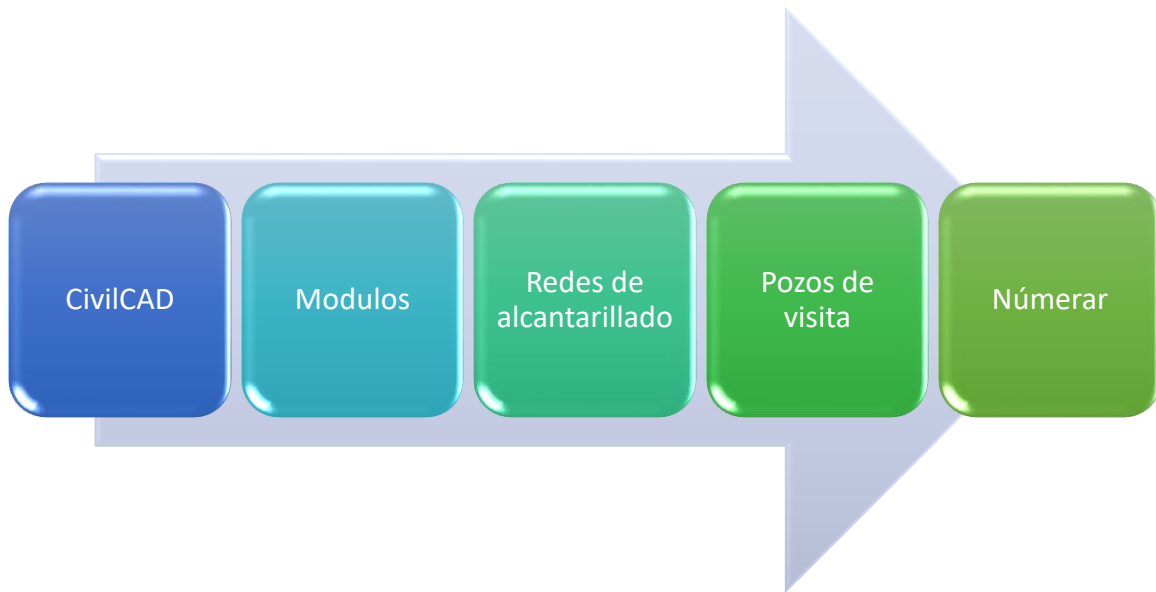 CivilCAD
Modulos
Redes de
alcantarillado
Pozos de
visita
Númerar